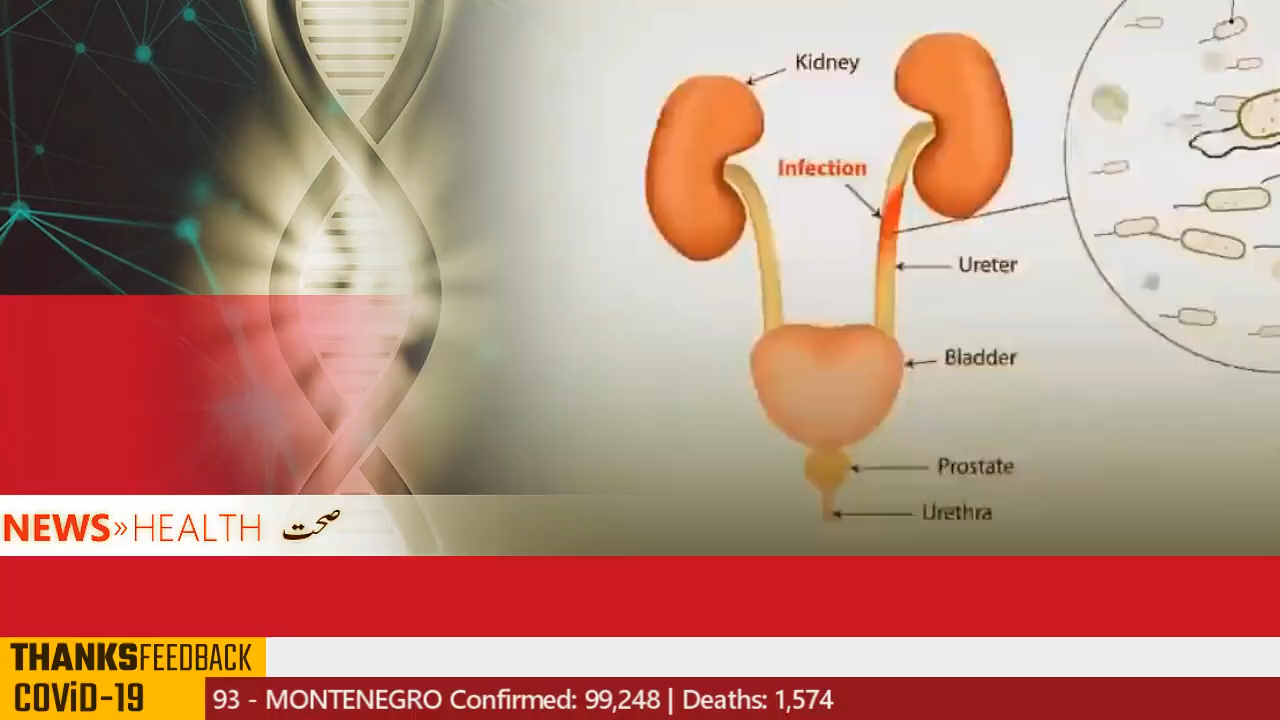 Kidney
Infection
Ureter
Bladder
Prostate
Urethra
NEWS»HEALTH صحت
THANKSFEEDBACK
COViD-19
93 - MONTENEGRO Confirmed: 99,248 | Deaths: 1,574